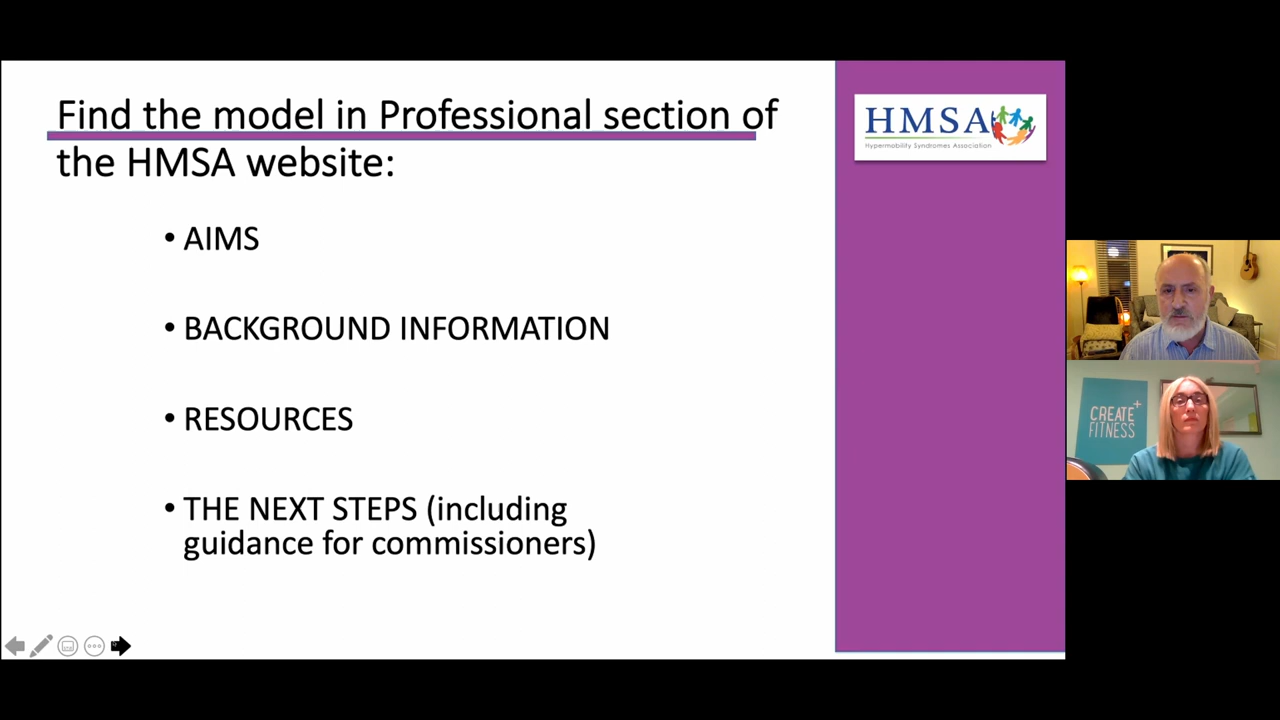 Find the model in Professional section of
the HMSA website:
• AIMS
• BACKGROUND INFORMATION
• RESOURCES
• THE NEXT STEPS (including
guidance for commissioners)
HMSA
Hypermobility Syndromes Association
CREATE+
FITNESS